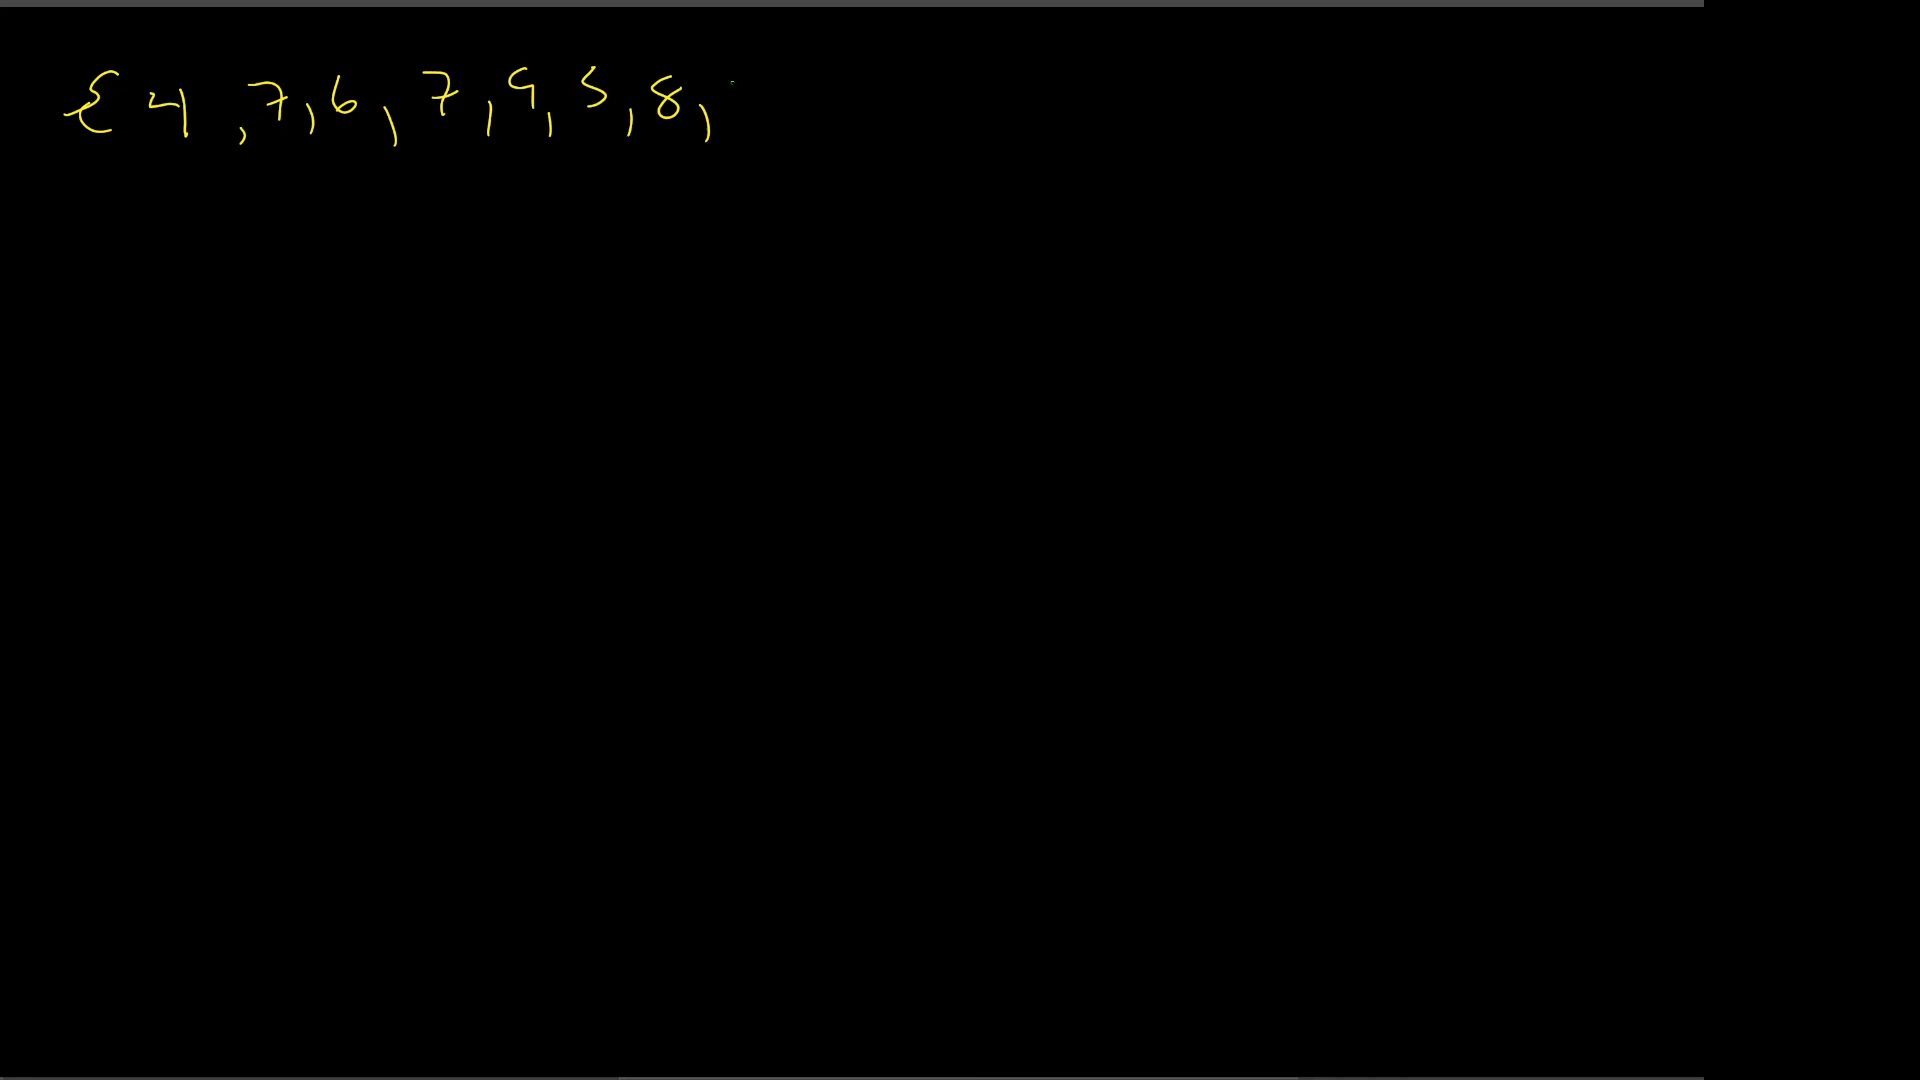 { 4 , 7 , 6 , 7 , 9 , 5 , 8 ,